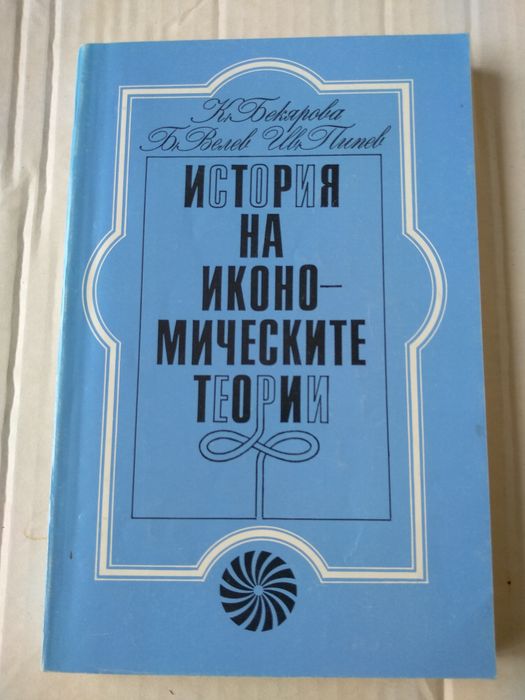 К. Бекярова
Б. Велев Ив. Пипев
ИСТОРИЯ
НА
ИКОНО-
МИЧЕСКИТЕ
ТЕОРИИ